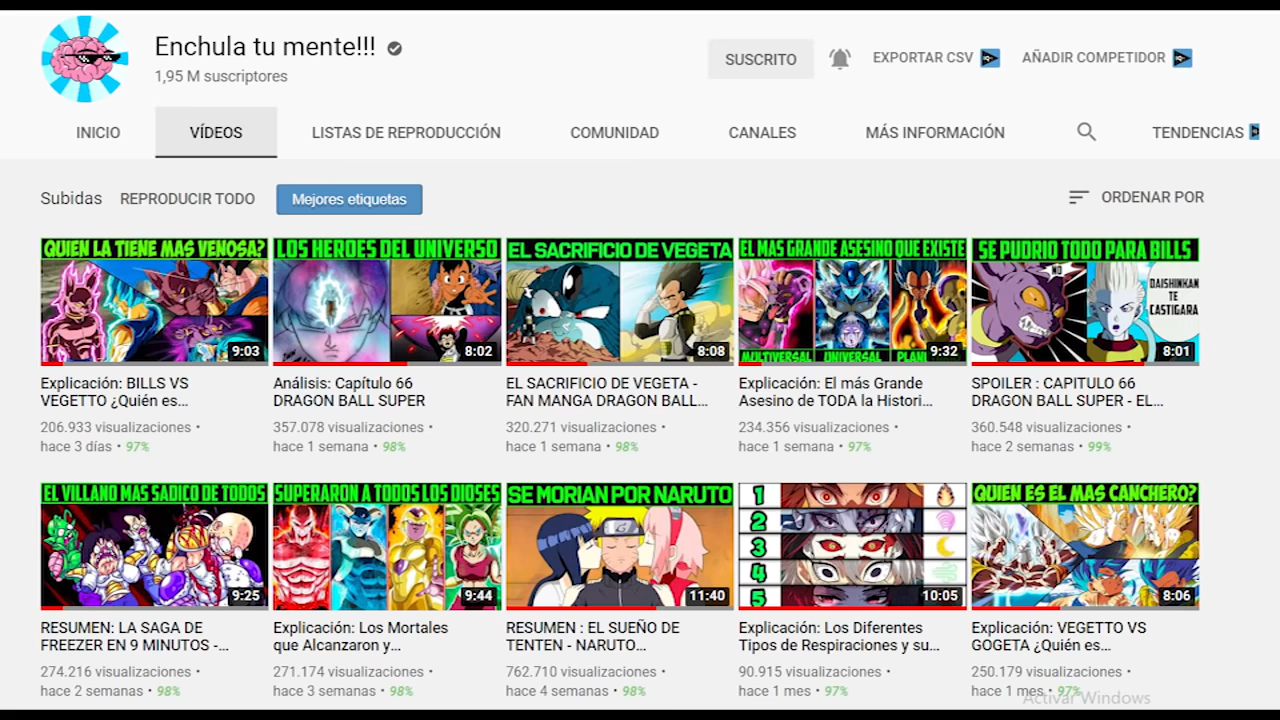 Enchula tu mente!!!
1,95 M suscriptores
SUSCRITO
EXPORTAR CSV
AÑADIR COMPETIDOR
INICIO
VÍDEOS
LISTAS DE REPRODUCCIÓN
COMUNIDAD
CANALES
MÁS INFORMACIÓN
TENDENCIAS
Subidas
REPRODUCIR TODO
Mejores etiquetas
ORDENAR POR
QUIEN LA TIENE MAS VENOSA?
9:03
Explicación: BILLS VS
VEGETTO ¿Quién es...
206.933 visualizaciones •
hace 3 días • 97%
LOS HEROES DEL UNIVERSO
8:02
Análisis: Capítulo 66
DRAGON BALL SUPER
357.078 visualizaciones •
hace 1 semana • 98%
EL SACRIFICIO DE VEGETA
8:08
EL SACRIFICIO DE VEGETA -
FAN MANGA DRAGON BALL...
320.271 visualizaciones •
hace 1 semana • 98%
EL MAS GRANDE ASESINO QUE EXISTE
MULTIVERSAL
UNIVERSAL
9:32
Explicación: El más Grande
Asesino de TODA la Histori...
234.356 visualizaciones •
hace 1 semana • 97%
SE PUDRIO TODO PARA BILLS
NO
DAISHINKAN
TE
CASTIGARA
8:01
SPOILER : CAPITULO 66
DRAGON BALL SUPER - EL...
360.548 visualizaciones •
hace 2 semanas • 99%
EL VILLANO MAS SADICO DE TODOS
9:25
RESUMEN: LA SAGA DE
FREEZER EN 9 MINUTOS -...
274.216 visualizaciones •
hace 2 semanas • 98%
SUPERARON A TODOS LOS DIOSES
9:44
Explicación: Los Mortales
que Alcanzaron y...
271.174 visualizaciones •
hace 3 semanas • 98%
SE MORIAN POR NARUTO
11:40
RESUMEN : EL SUEÑO DE
TENTEN - NARUTO...
762.710 visualizaciones •
hace 4 semanas • 98%
1
2
3
4
5
10:05
Explicación: Los Diferentes
Tipos de Respiraciones y su...
90.915 visualizaciones •
hace 1 mes • 97%
QUIEN ES EL MAS CANCHERO?
8:06
Explicación: VEGETTO VS
GOGETA ¿Quién es...
250.179 visualizaciones •
hace 1 mes • 97%
Activar Windows